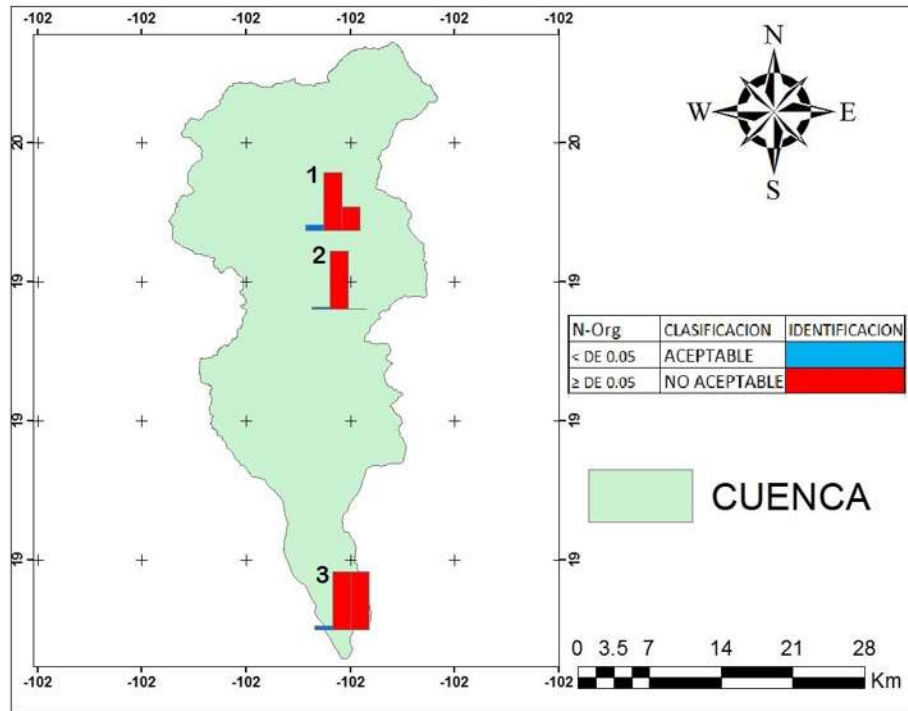 -102 -102 -102 -102 -102 -102
N
W E
S
20 20
1
2
19 19
N-Org CLASIFICACION IDENTIFICACION
< DE 0.05 ACEPTABLE
≥ DE 0.05 NO ACEPTABLE
19 19
CUENCA
19 19
3
0 3.5 7 14 21 28
Km
-102 -102 -102 -102 -102 -102